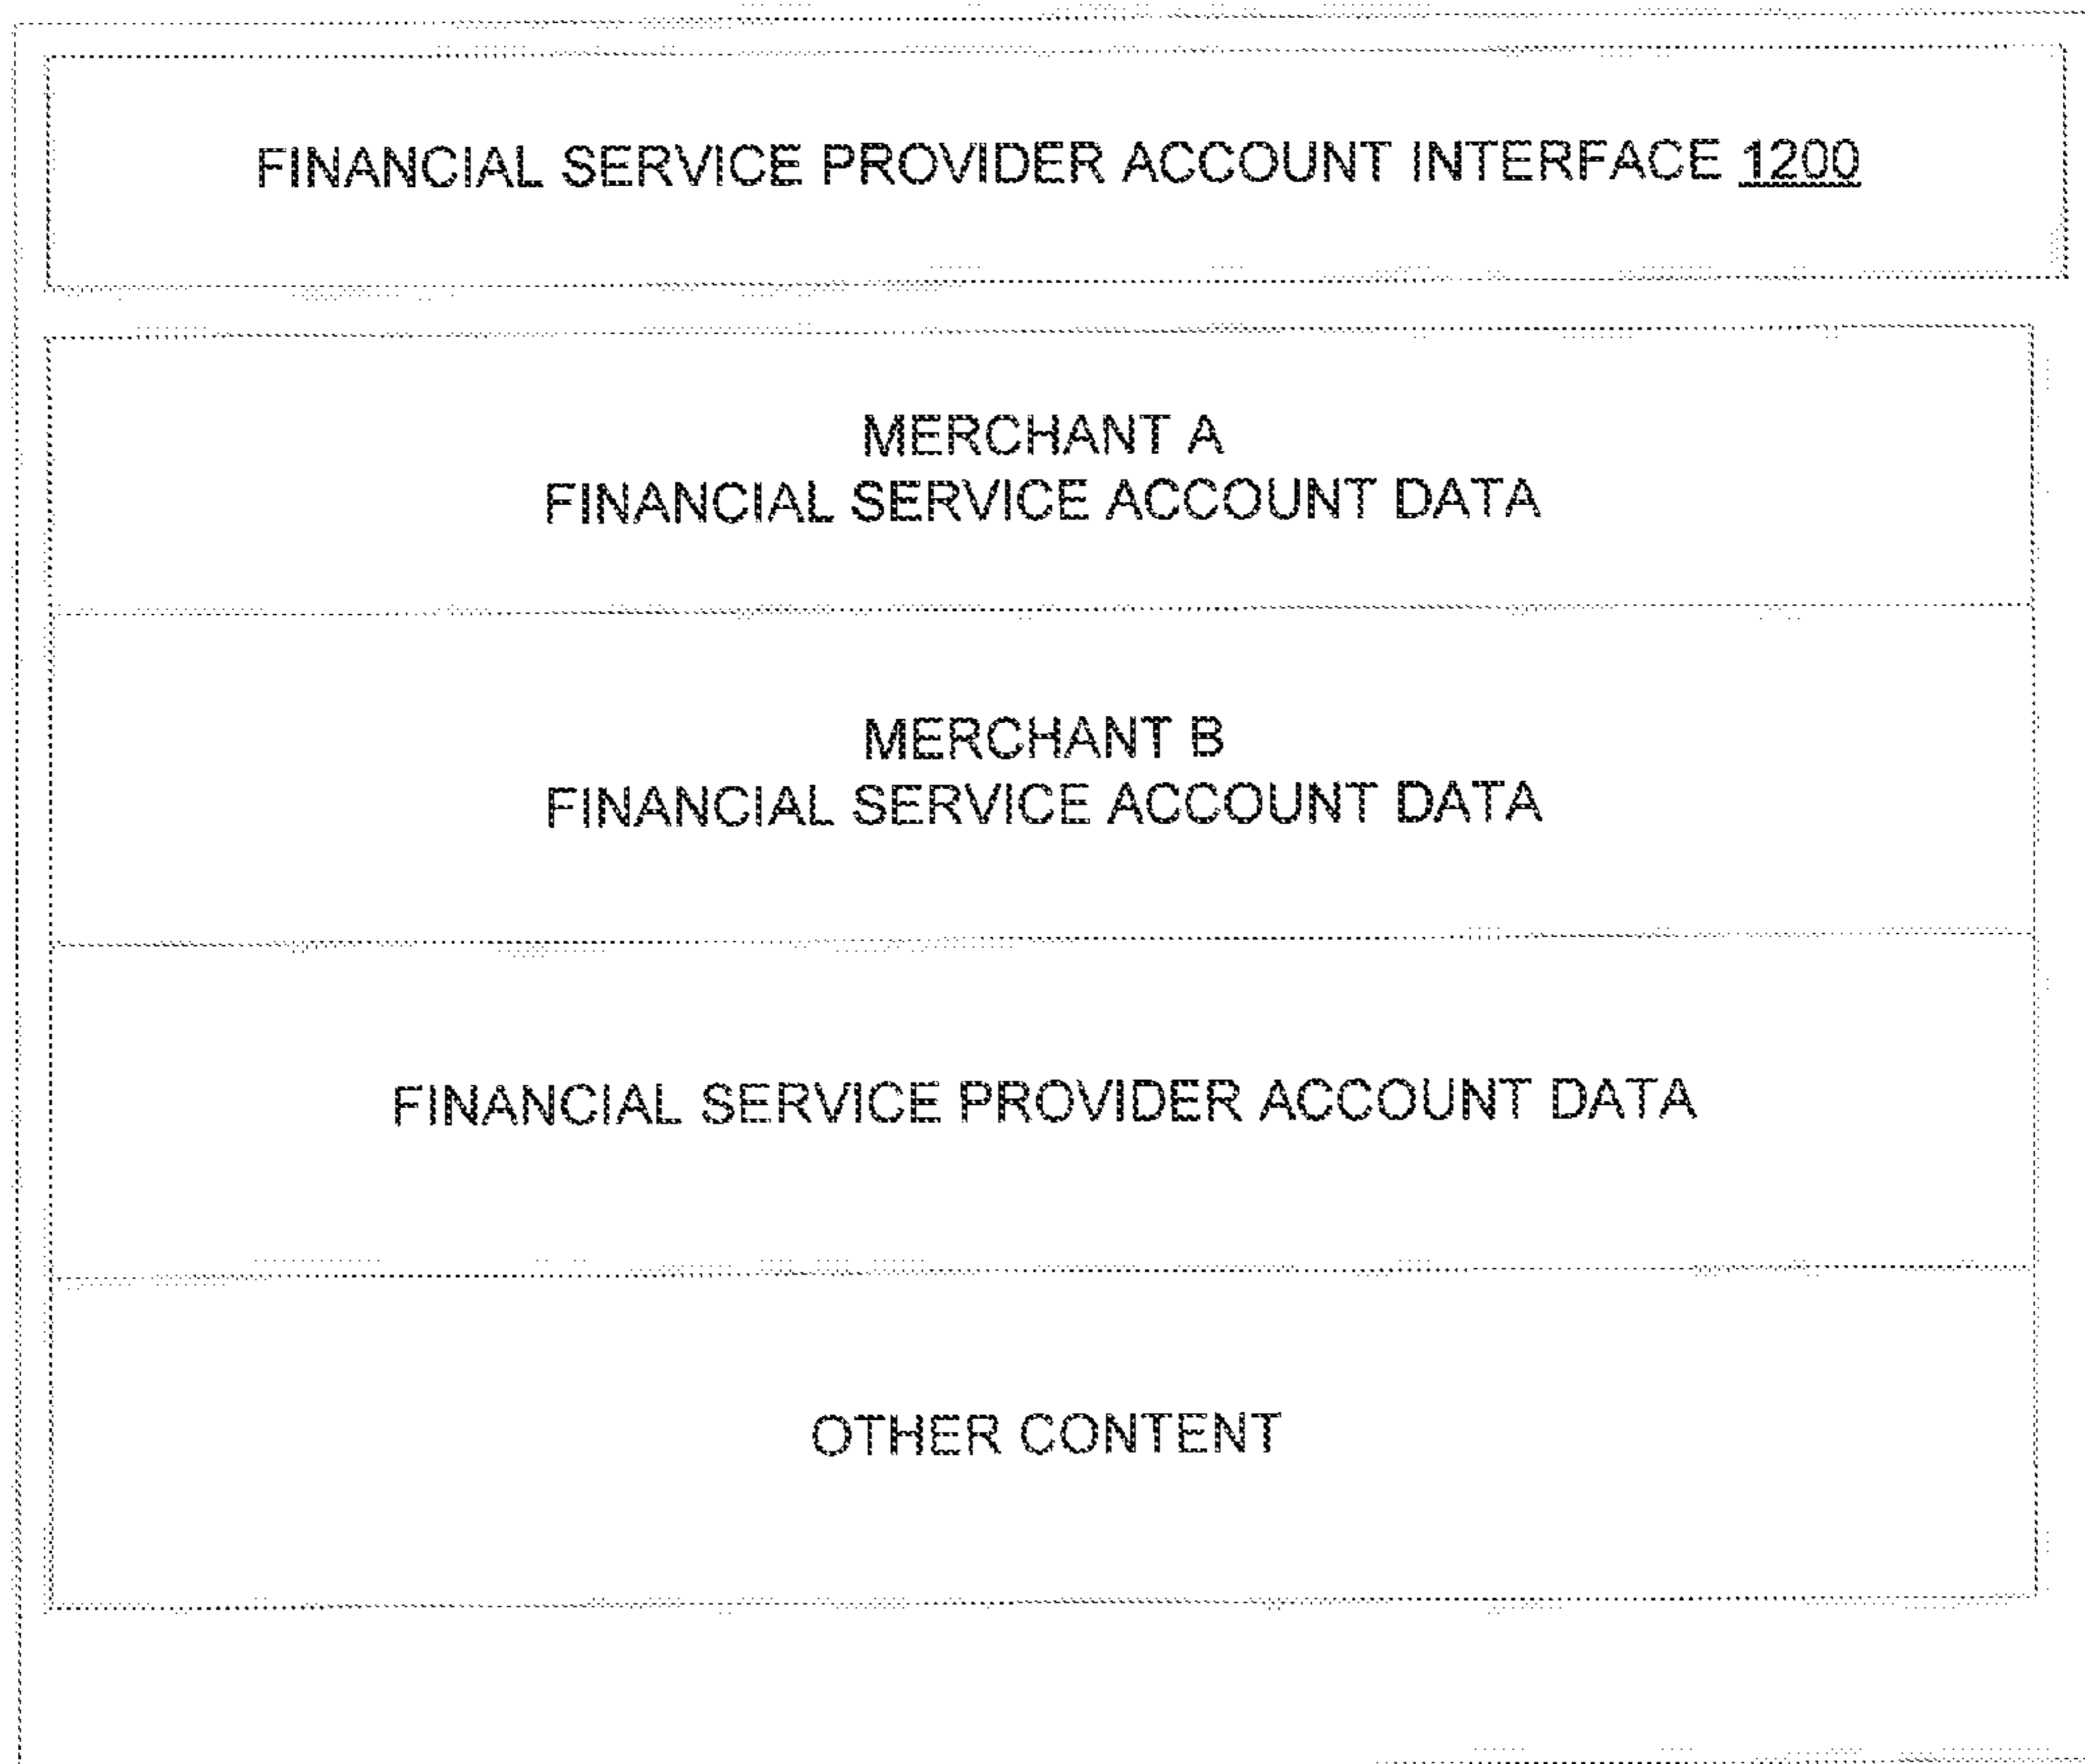 FINANCIAL SERVICE PROVIDER ACCOUNT INTERFACE 1200
MERCHANT A
FINANCIAL SERVICE ACCOUNT DATA
MERCHANT B
FINANCIAL SERVICE ACCOUNT DATA
FINANCIAL SERVICE PROVIDER ACCOUNT DATA
OTHER CONTENT